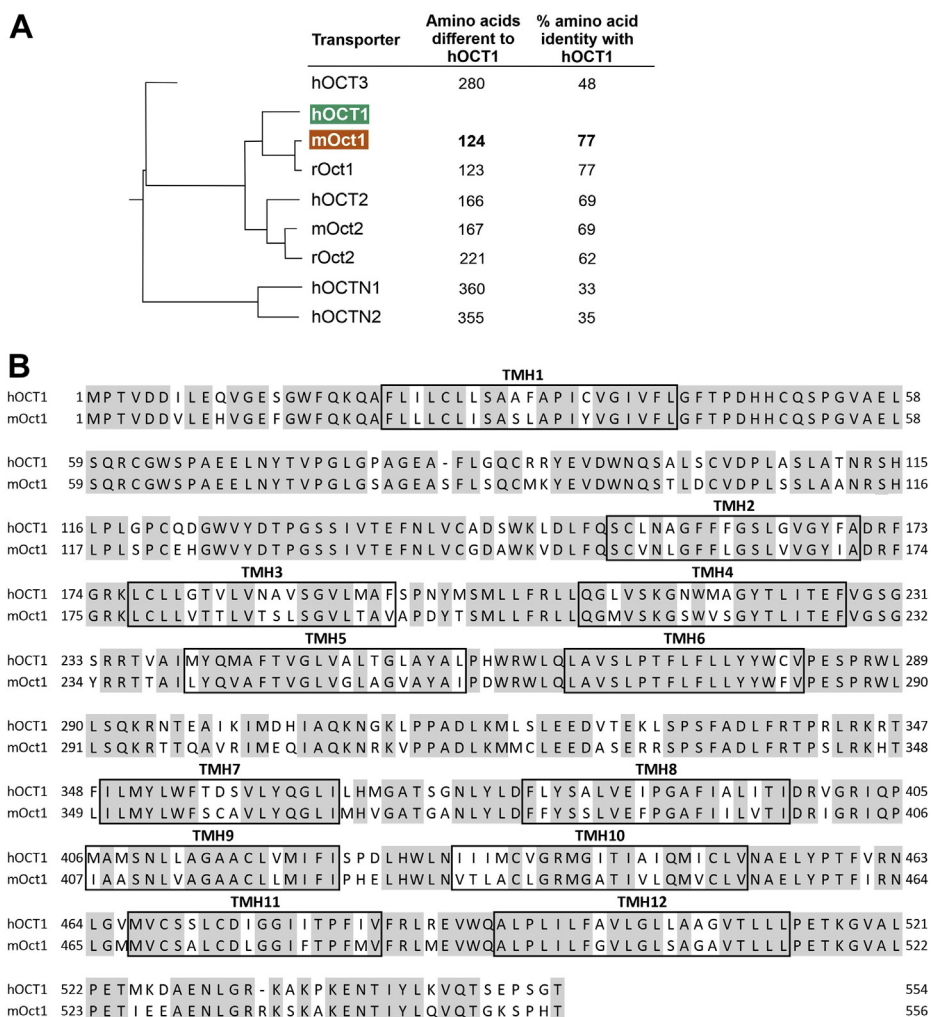 A
Transporter Amino acids different to hOCT1 % amino acid identity with hOCT1
hOCT3 280 48
hOCT1
mOct1 124 77
rOct1 123 77
hOCT2 166 69
mOct2 167 69
rOct2 221 62
hOCTN1 360 33
hOCTN2 355 35
B
TMH1
hOCT1 1 MPTVDDILEQVGESGWFQKQAFLILCLLSAAFAPICVGIVFLGFTPDHHCQSPGVAEL 58
mOct1 1 MPTVDDVLEHVGEFGWFQKQAFLLLCLISASLAPIYVGIVFLGFTPDHHCQSPGVAEL 58
hOCT1 59 SQRCGWSPAEELNYTVPGLGPAGEA-FLGQCRRYEVDWNQSALSCVDPLASLATNRSH 115
mOct1 59 SQRCGWSPAEELNYTVPGLGSAGEASFLSQCMKYEVDWNQSTLDCVDPLSSLAANRSH 116
TMH2
hOCT1 116 LPLGPCQDGWVYDTPGSSIVTEFNLVCADSWKLDLFQSCLNAGFFFGSLGVGYFADRF 173
mOct1 117 LPLSPCEHGWVYDTPGSSIVTEFNLVCGDAWKVDLFQSCVNLGFFLGSLVVGYIADRF 174
TMH3 TMH4
hOCT1 174 GRKLCLLGTVLVNAVSGVLMAFSPNYMSMLLFRLLQGLVSKGNWMAGYTLITEFVGSG 231
mOct1 175 GRKLCLLVTTLVTSLSGVLTAVAPDYTSMLLFRLLQGMVSKGSWVSGYTLITEFVGSG 232
TMH5 TMH6
hOCT1 233 SRRTVAIMYQMAFTVGLVALTGLAYALPHWRWLQLAVSLPTFLFLLYYWCVPESPRWL 289
mOct1 234 YRRTTAILYQVAFTVGLVGLAGVAYAIPDWRWLQLAVSLPTFLFLLYYWFVPESPRWL 290
hOCT1 290 LSQKRNTEAIKIMDHIAQKNGKLPPADLKMLSLEEDVTEKLSPSFADLFRTPRLRKRT 347
mOct1 291 LSQKRTTQAVRIMEQIAQKNRKVPPADLKMMCLEEDASERRSPSFADLFRTPSLRKHT 348
TMH7 TMH8
hOCT1 348 FILMYLWFTDSVLYQGLILHMGATSGNLYLDFLYSALVEIPGAFIALITIDRVGRIQP 405
mOct1 349 LILMYLWFSCAVLYQGLIMHVGATGANLYLDFFYSSLVEFPGAFIILVTIDRIGRIQP 406
TMH9 TMH10
hOCT1 406 MAMSNLLAGAACLVMIFISPDLHWLNIIIMCVGRMGITIAIQMICLVNAELYPTFVRN 463
mOct1 407 IAASNLVAGAACLLMIFIPHELHWLNVTLACLGRMGATIVLQMVCLVNAELYPTFIRN 464
TMH11 TMH12
hOCT1 464 LGVMVCSSLCDIGGIITPFIVFRLREVWQALPLILFAVLGLLAAGVTLLLPETKGVAL 521
mOct1 465 LGMMVCSALCDLGGIFTPFMVFRLMEVWQALPLILFGVLGLSAGAVTLLLPETKGVAL 522
hOCT1 522 PETMKDAENLGR-KAKPKENTIYLKVQTSEPSGT 554
mOct1 523 PETIEEAENLGRRKSKAKENTIYLQVQTGKSPHT 556